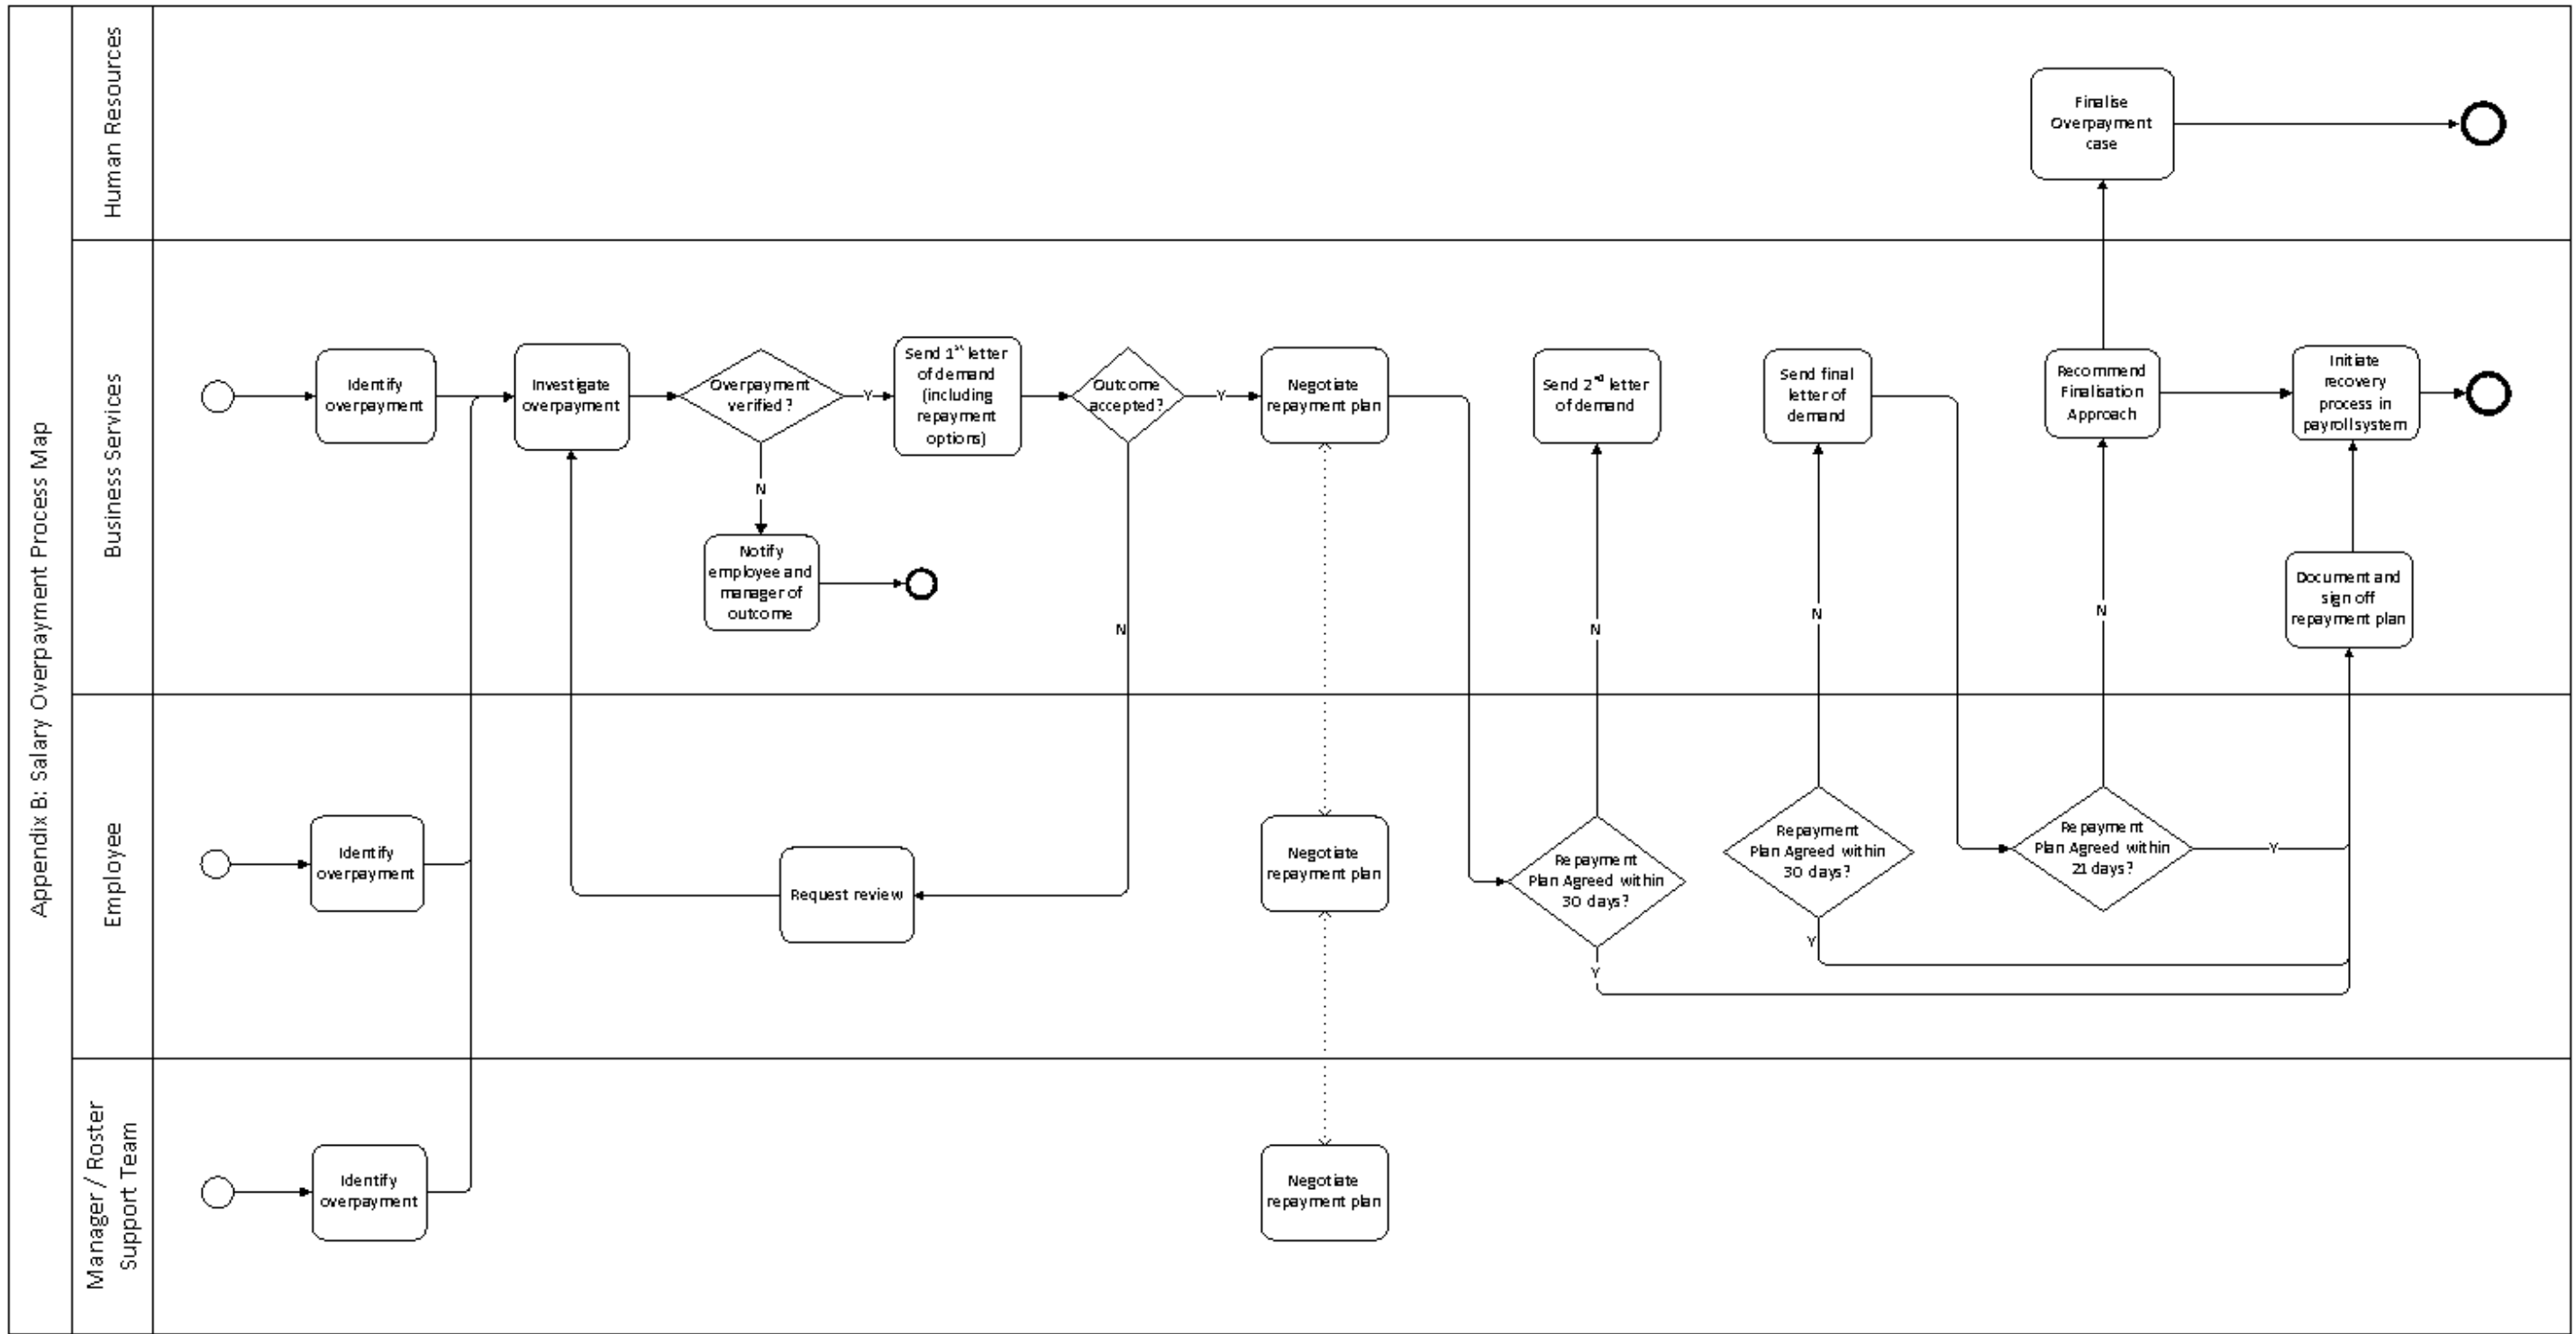 Appendix B: Salary Overpayment Process Map
Human Resources
Finalise
Overpayment
case
Business Services
Identify
overpayment
Investigate
overpayment
Overpayment
verified?
Y
N
Notify
employee and
manager of
outcome
Send 1st letter
of demand
(including
repayment
options)
Outcome
accepted?
Y
N
Negotiate
repayment plan
Send 2nd letter
of demand
N
Send final
letter of
demand
N
Recommend
Finalisation
Approach
N
Initiate
recovery
process in
payroll system
Document and
sign off
repayment plan
Employee
Identify
overpayment
Request review
Negotiate
repayment plan
Repayment
Plan Agreed within
30 days?
Y
Repayment
Plan Agreed within
30 days?
Y
Repayment
Plan Agreed within
21 days?
Y
Manager / Roster
Support Team
Identify
overpayment
Negotiate
repayment plan